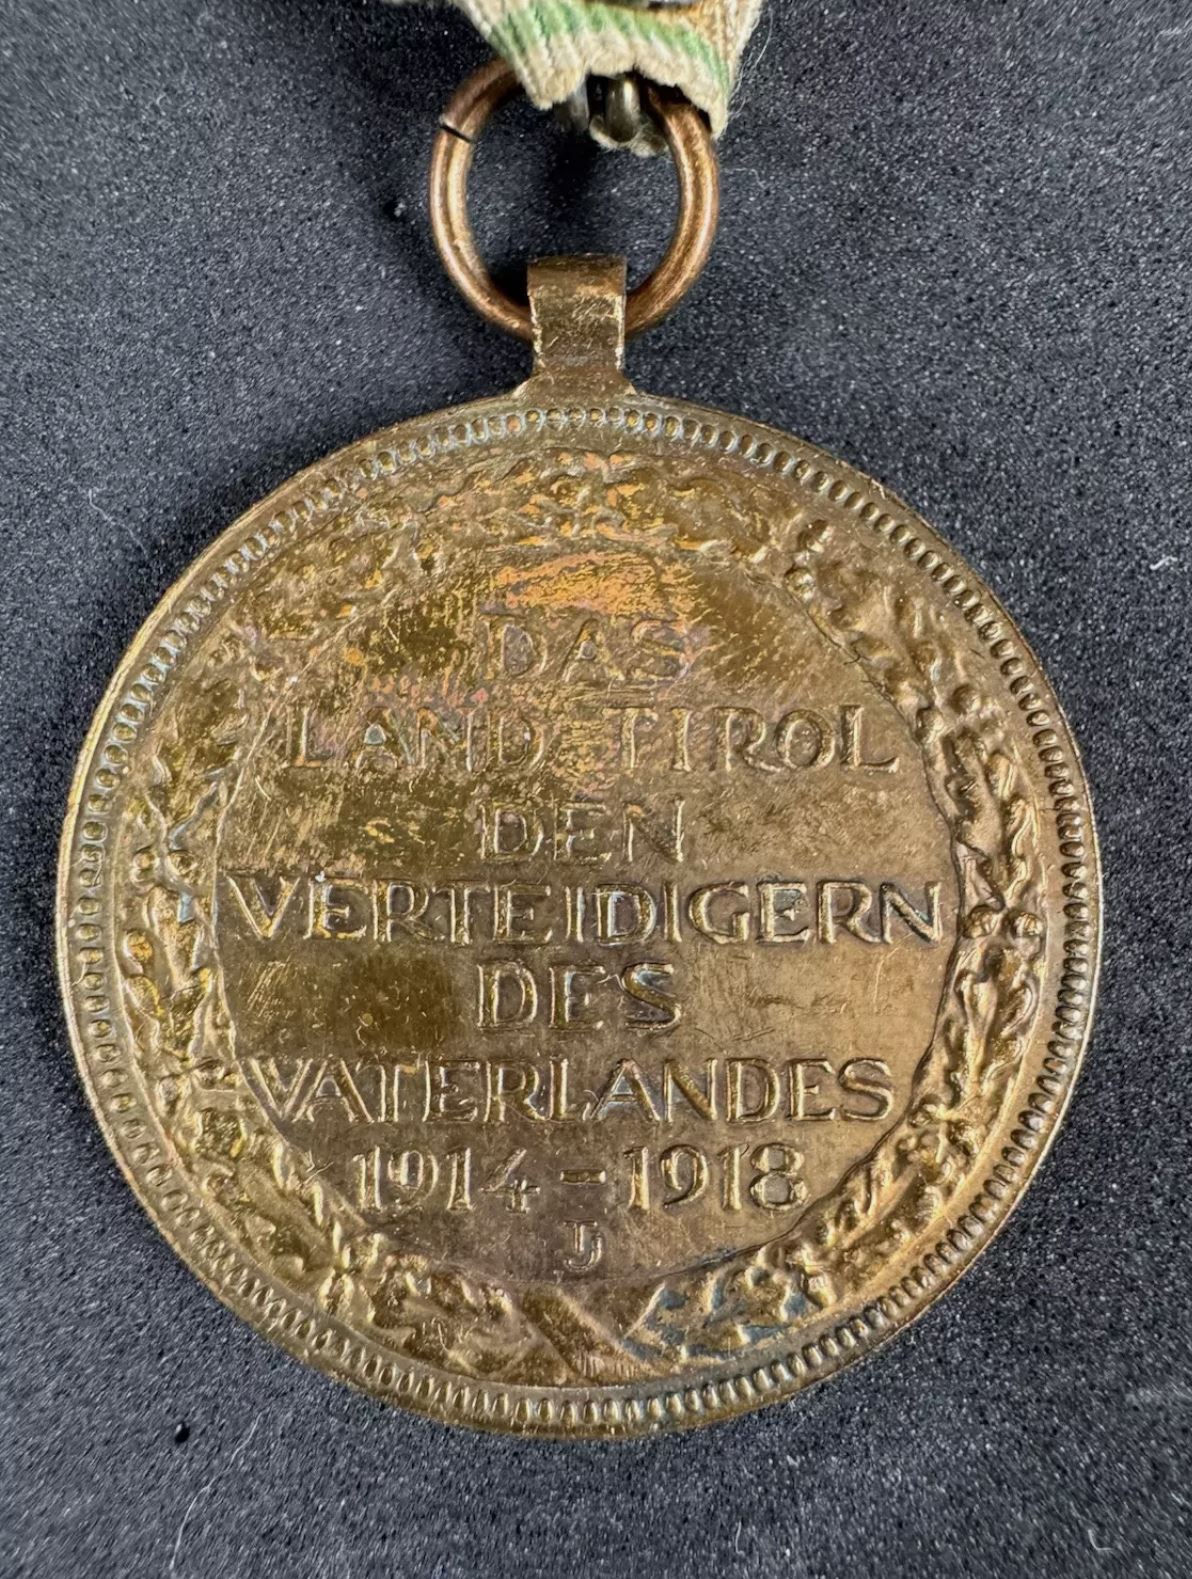 DAS
LAND TIROL
DEN
VERTEIDIGERN
DES
VATERLANDES
1914-1918